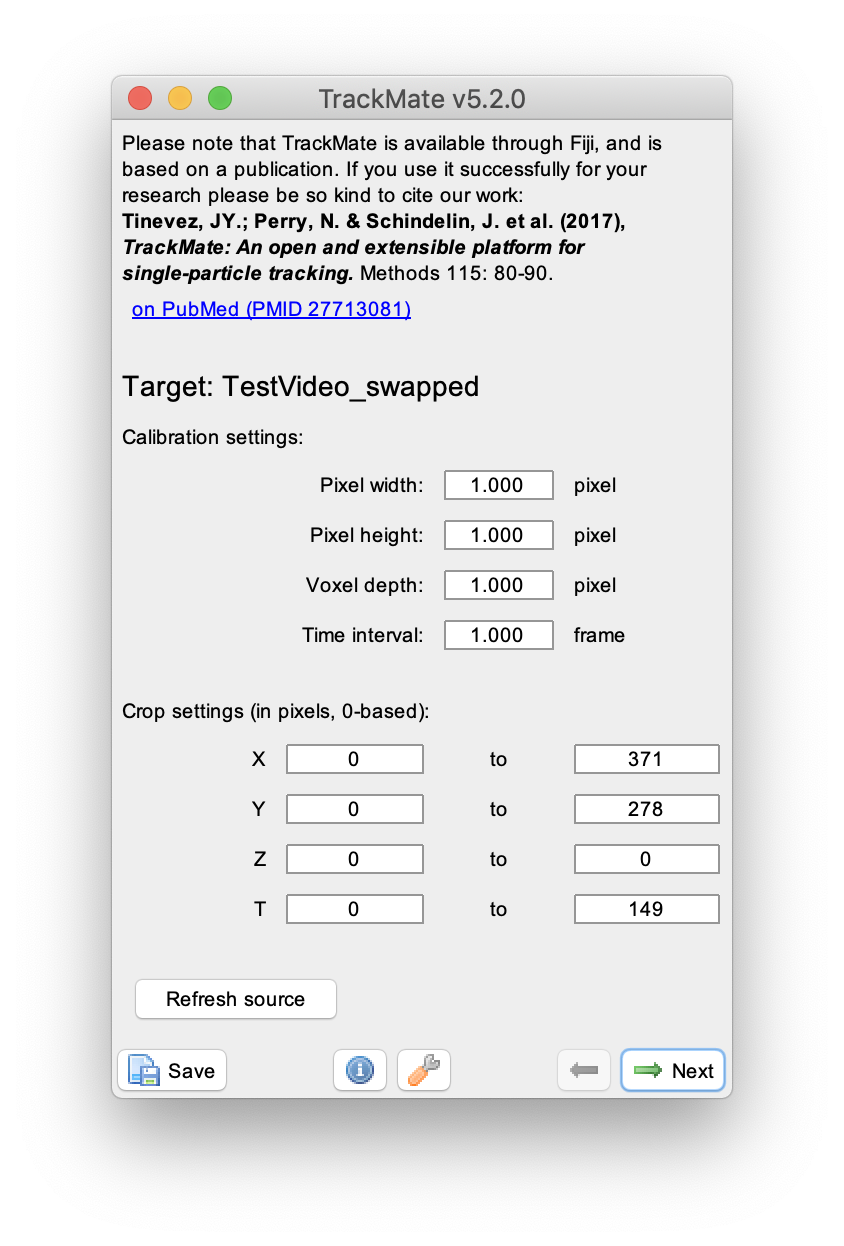 TrackMate v5.2.0
Please note that TrackMate is available through Fiji, and is
based on a publication. If you use it successfully for your
research please be so kind to cite our work:
Tinevez, JY.; Perry, N. & Schindelin, J. et al. (2017),
TrackMate: An open and extensible platform for
single-particle tracking. Methods 115: 80-90.
on PubMed (PMID 27713081)
Target: TestVideo_swapped
Calibration settings:
Pixel width: 1.000 pixel
Pixel height: 1.000 pixel
Voxel depth: 1.000 pixel
Time interval: 1.000 frame
Crop settings (in pixels, 0-based):
X 0 to 371
Y 0 to 278
Z 0 to 0
T 0 to 149
Refresh source
Save Next